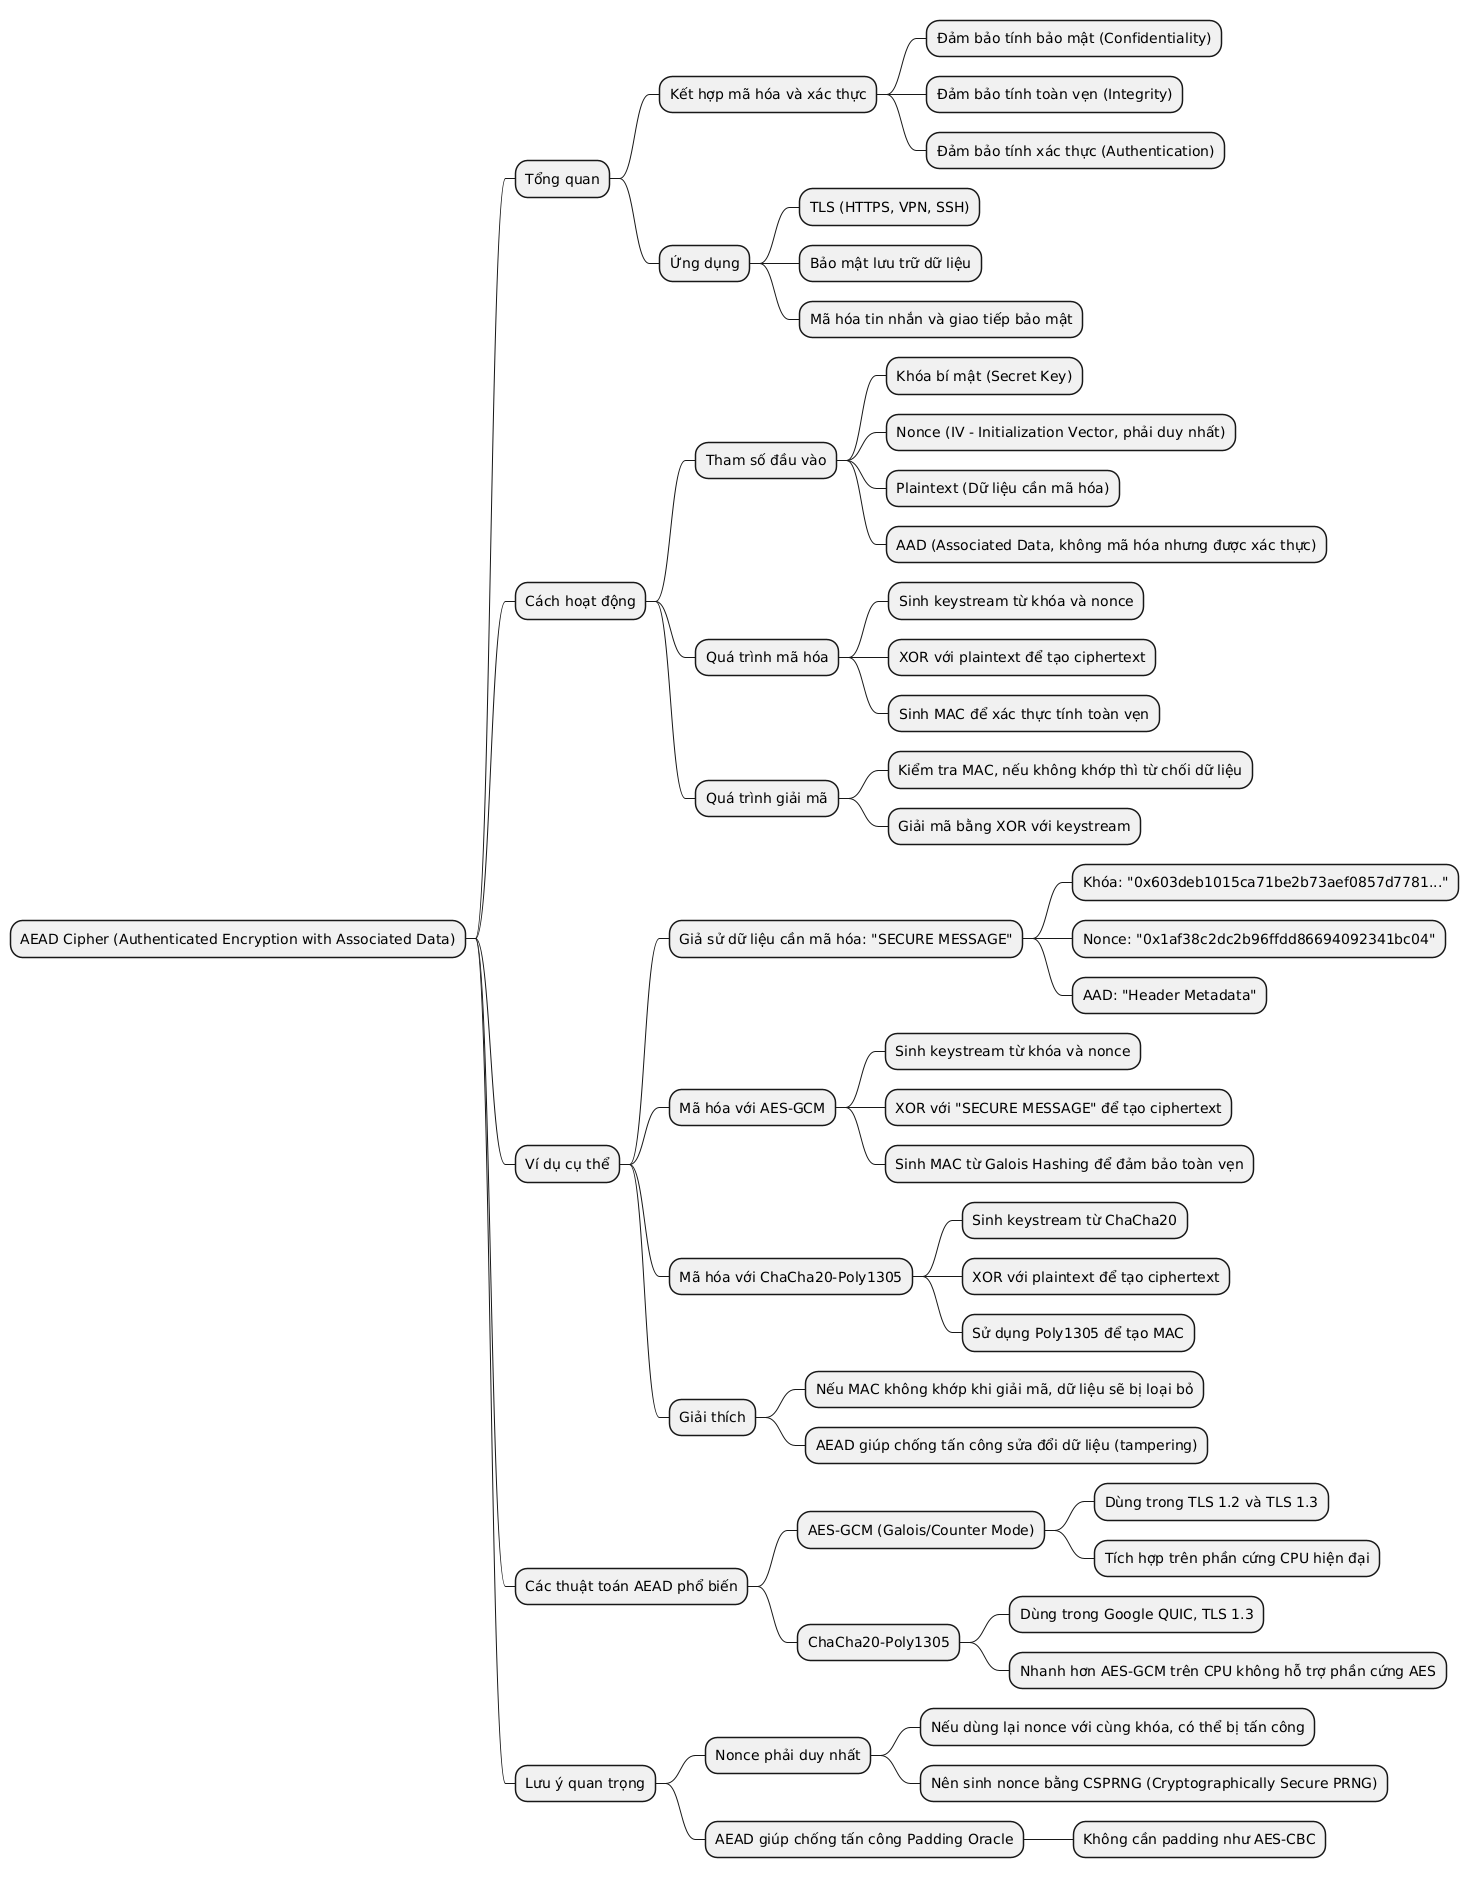 AEAD Cipher (Authenticated Encryption with Associated Data)
Tổng quan
Kết hợp mã hóa và xác thực
Đảm bảo tính bảo mật (Confidentiality)
Đảm bảo tính toàn vẹn (Integrity)
Đảm bảo tính xác thực (Authentication)
Ứng dụng
TLS (HTTPS, VPN, SSH)
Bảo mật lưu trữ dữ liệu
Mã hóa tin nhắn và giao tiếp bảo mật
Cách hoạt động
Tham số đầu vào
Khóa bí mật (Secret Key)
Nonce (IV - Initialization Vector, phải duy nhất)
Plaintext (Dữ liệu cần mã hóa)
AAD (Associated Data, không mã hóa nhưng được xác thực)
Quá trình mã hóa
Sinh keystream từ khóa và nonce
XOR với plaintext để tạo ciphertext
Sinh MAC để xác thực tính toàn vẹn
Quá trình giải mã
Kiểm tra MAC, nếu không khớp thì từ chối dữ liệu
Giải mã bằng XOR với keystream
Ví dụ cụ thể
Giả sử dữ liệu cần mã hóa: "SECURE MESSAGE"
Khóa: "0x603deb1015ca71be2b73aef0857d7781..."
Nonce: "0x1af38c2dc2b96ffdd86694092341bc04"
AAD: "Header Metadata"
Mã hóa với AES-GCM
Sinh keystream từ khóa và nonce
XOR với "SECURE MESSAGE" để tạo ciphertext
Sinh MAC từ Galois Hashing để đảm bảo toàn vẹn
Mã hóa với ChaCha20-Poly1305
Sinh keystream từ ChaCha20
XOR với plaintext để tạo ciphertext
Sử dụng Poly1305 để tạo MAC
Giải thích
Nếu MAC không khớp khi giải mã, dữ liệu sẽ bị loại bỏ
AEAD giúp chống tấn công sửa đổi dữ liệu (tampering)
Các thuật toán AEAD phổ biến
AES-GCM (Galois/Counter Mode)
Dùng trong TLS 1.2 và TLS 1.3
Tích hợp trên phần cứng CPU hiện đại
ChaCha20-Poly1305
Dùng trong Google QUIC, TLS 1.3
Nhanh hơn AES-GCM trên CPU không hỗ trợ phần cứng AES
Lưu ý quan trọng
Nonce phải duy nhất
Nếu dùng lại nonce với cùng khóa, có thể bị tấn công
Nên sinh nonce bằng CSPRNG (Cryptographically Secure PRNG)
AEAD giúp chống tấn công Padding Oracle
Không cần padding như AES-CBC